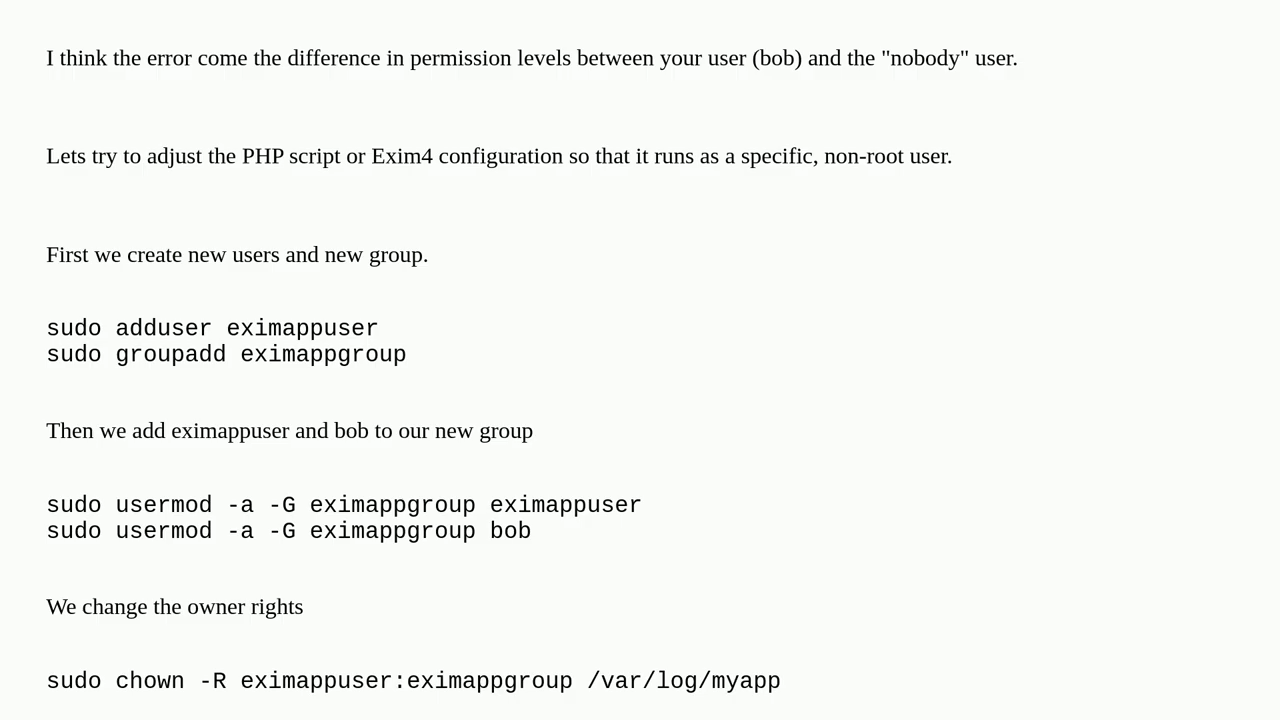 I think the error come the difference in permission levels between your user (bob) and the "nobody" user.
Lets try to adjust the PHP script or Exim4 configuration so that it runs as a specific, non-root user.
First we create new users and new group.
sudo adduser eximappuser
sudo groupadd eximappgroup
Then we add eximappuser and bob to our new group
sudo usermod -a -G eximappgroup eximappuser
sudo usermod -a -G eximappgroup bob
We change the owner rights
sudo chown -R eximappuser:eximappgroup /var/log/myapp